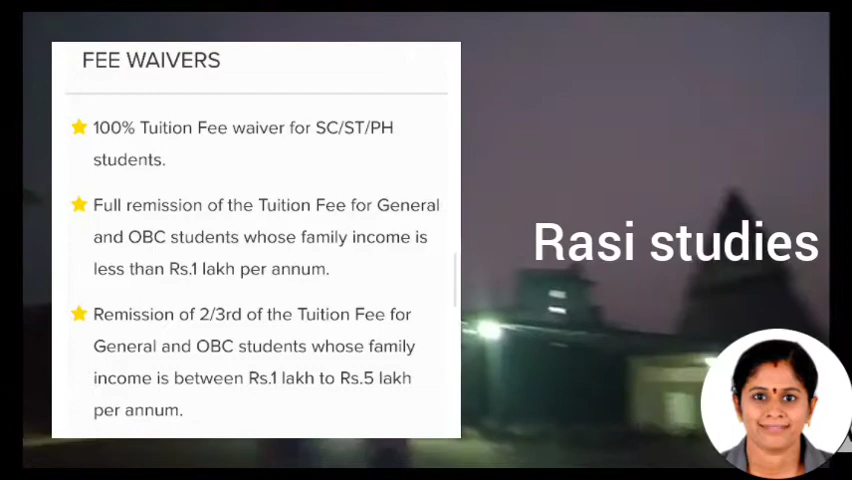 FEE WAIVERS
100% Tuition Fee waiver for SC/ST/PH
students.
Full remission of the Tuition Fee for General
and OBC students whose family income is
less than Rs.1 lakh per annum.
Remission of 2/3rd of the Tuition Fee for
General and OBC students whose family
income is between Rs.1 lakh to Rs.5 lakh
per annum.
Rasi studies